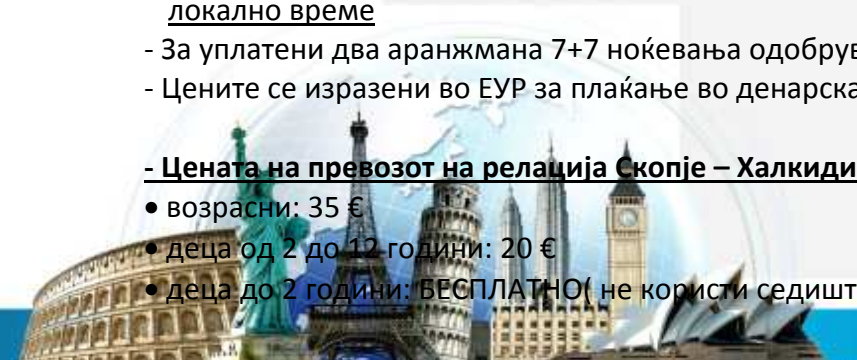 локално време
- За уплатени два аранжмана 7+7 ноќевања одобрув
- Цените се изразени во ЕУР за плаќање во денарска
- Цената на превозот на релација Скопје – Халкиди
• возрасни: 35 €
• деца од 2 до 12 години: 20 €
• деца до 2 години: БЕСПЛАТНО( не користи седишт